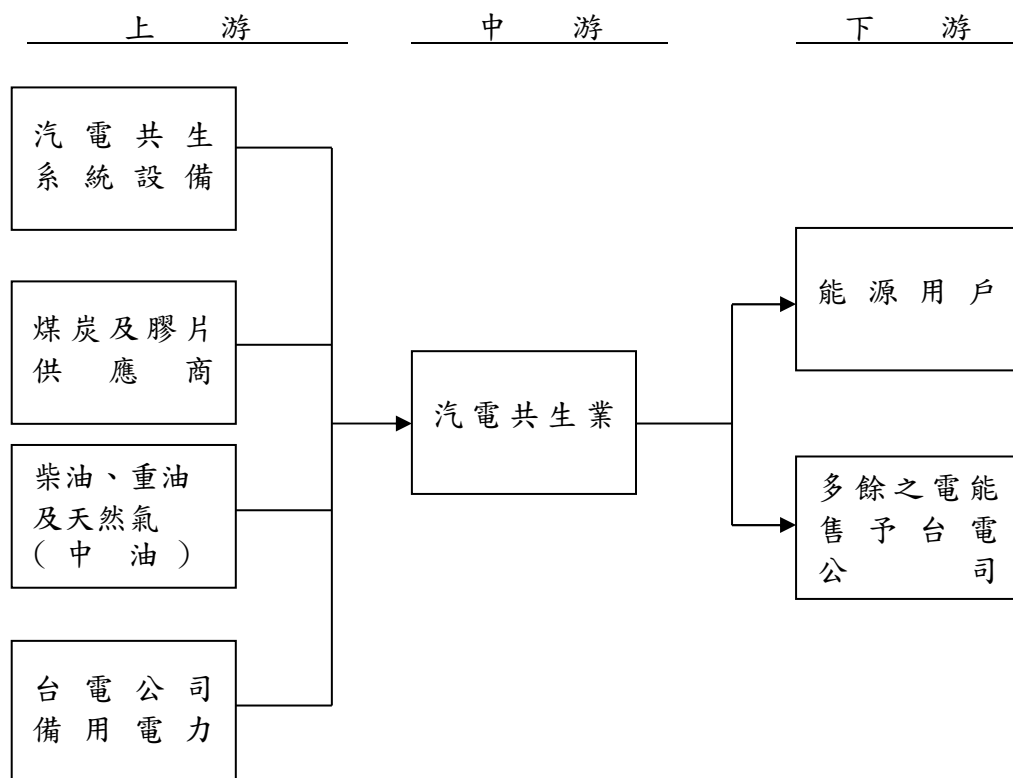 上游
中游
下游
汽電共生
系統設備
煤炭及膠片
供應商
柴油、重油
及天然氣
(中油)
台電公司
備用電力
汽電共生業
能源用戶
多餘之電能
售予台電
公司